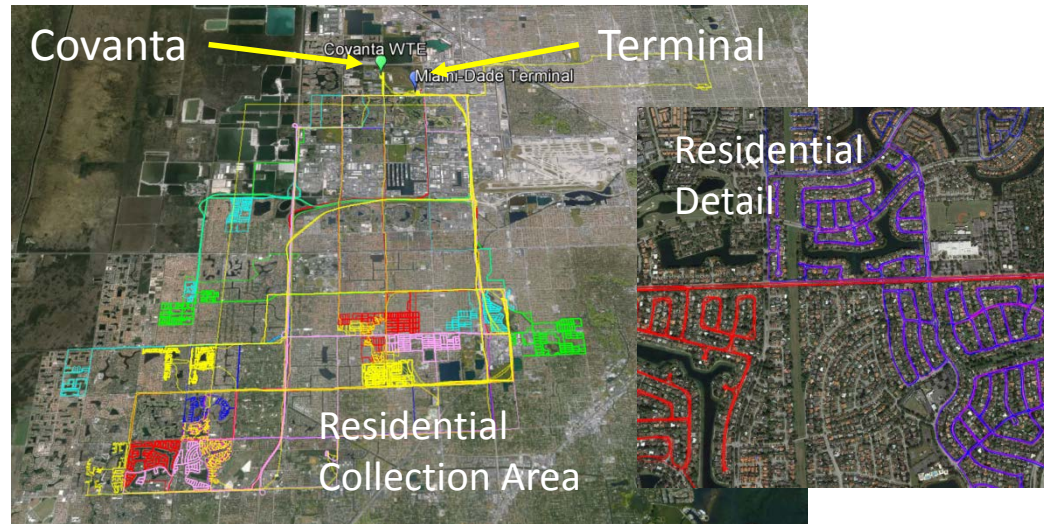 Covanta
Terminal
Covanta WTE
Miami-Dade Terminal
Residential
Detail
Residential
Collection Area